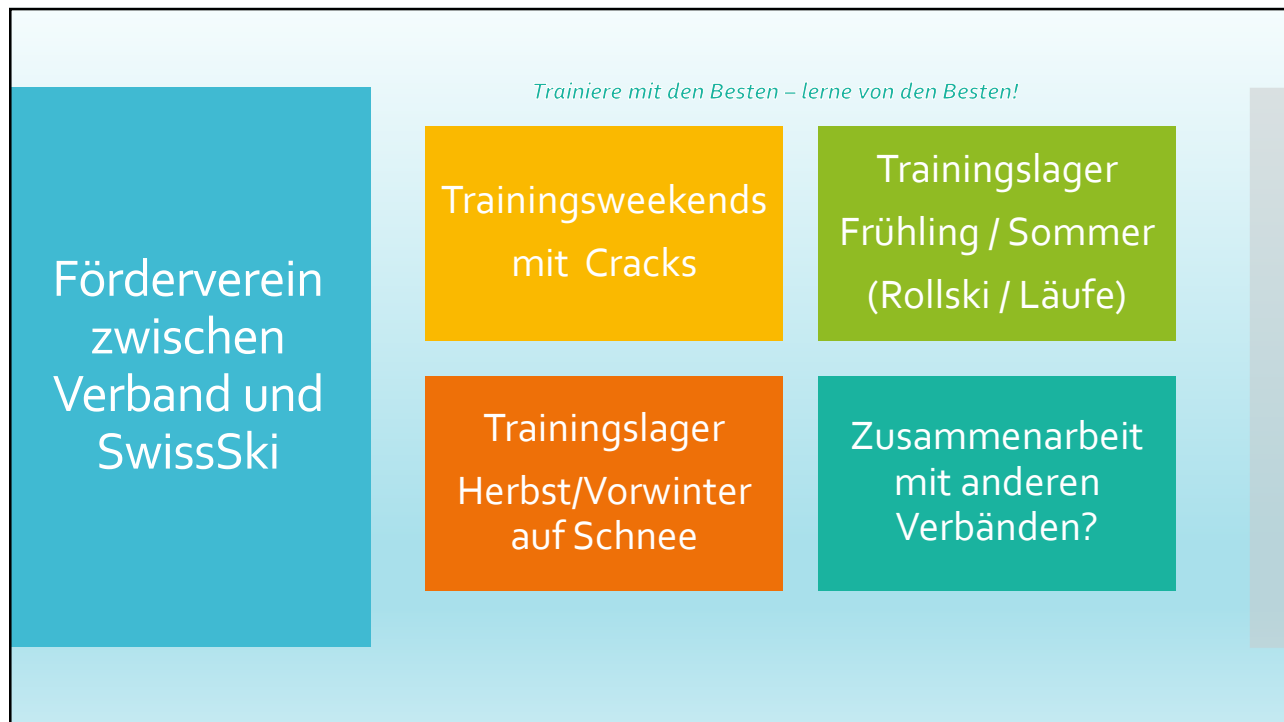 Trainiere mit den Besten – lerne von den Besten!
Förderverein
zwischen
Verband und
SwissSki
Trainingsweekends
mit Cracks
Trainingslager
Frühling / Sommer
(Rollski / Läufe)
Trainingslager
Herbst/Vorwinter
auf Schnee
Zusammenarbeit
mit anderen
Verbänden?